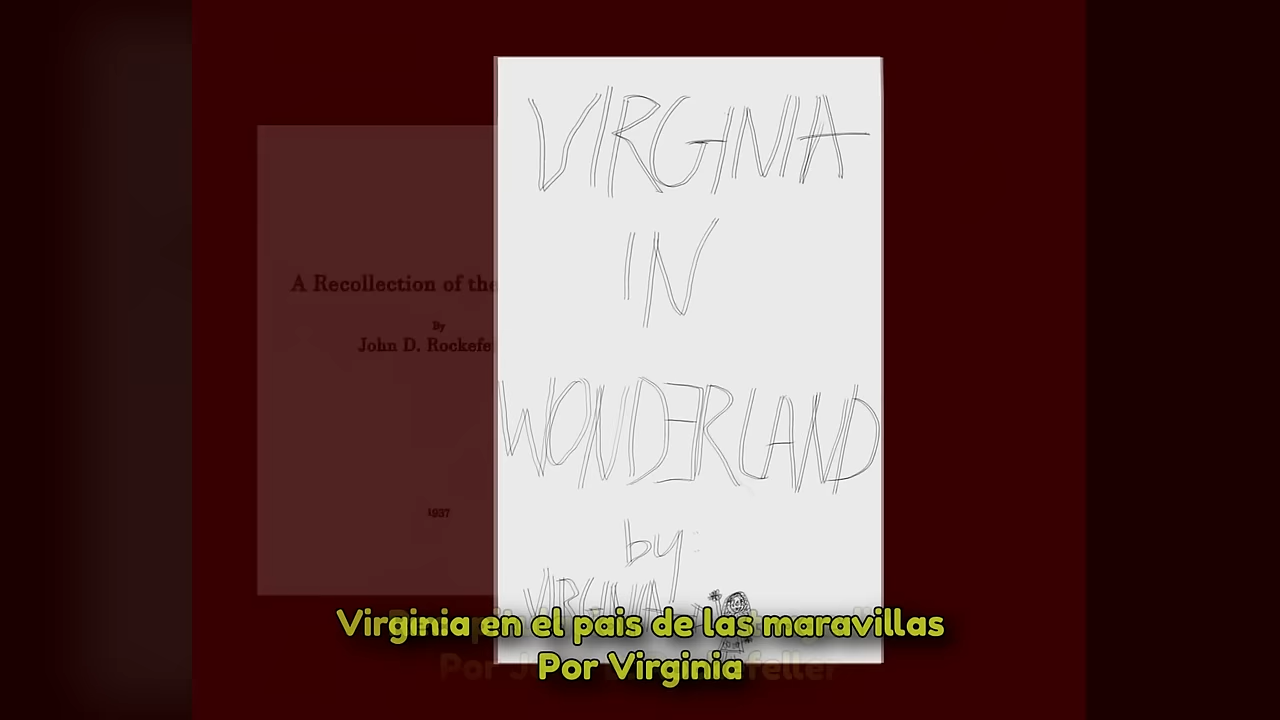 VIRGINIA
IN
WONDERLAND
by:
VIRGINIA
A Recollection of the
By
John D.
1937
Virginia en el pais de las maravillas
Por Virginia